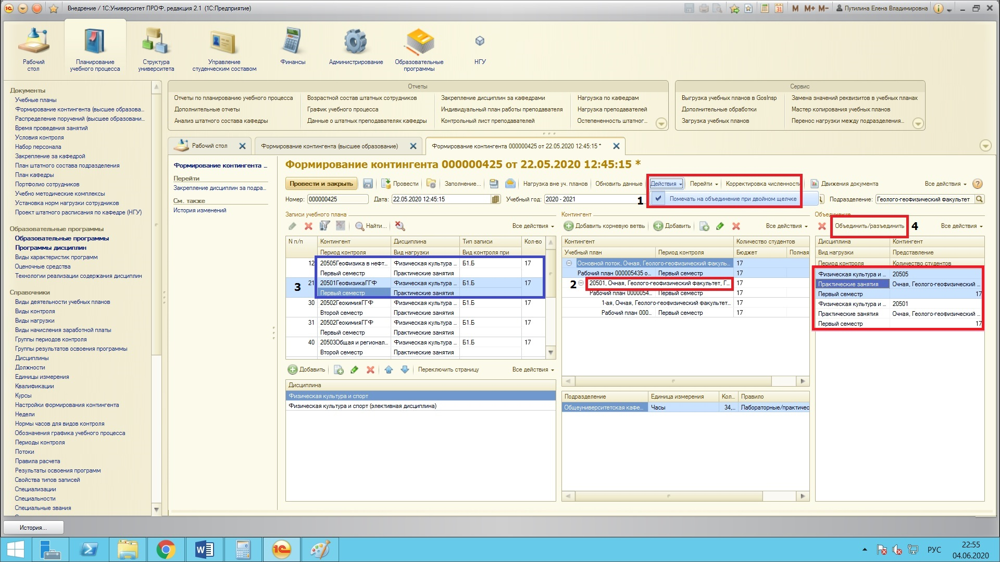 Внедрение / 1С:Университет ПРОФ, редакция 2.1 (1С:Предприятие)
M M+ M-
Путилина Елена Владимировна
Рабочий стол
Планирование учебного процесса
Структура университета
Управление студенческим составом
Финансы
Администрирование
Образовательные программы
НГУ
Документы
Учебные планы
Формирование контингента (высшее образова...
Распределение поручений (высшее образовани...
Время проведения занятий
Условия контроля
Набор персонала
Закрепление за кафедрой
План штатного состава подразделения
План кафедры
Портфолио сотрудников
Учебно методические комплексы
Установка норм нагрузки сотрудников
Проект штатного расписания по кафедре (НГУ)
Образовательные программы
Образовательные программы
Программы дисциплин
Виды характеристик программ
Оценочные средства
Технологии реализации содержания дисциплин
Справочники
Виды деятельности учебных планов
Виды контроля
Виды нагрузки
Виды начисления заработной платы
Группы периодов контроля
Группы результатов освоения программы
Дисциплины
Должности
Единицы измерения
Квалификации
Курсы
Настройки формирования контингента
Недели
Нормы часов для видов контроля
Обозначения графика учебного процесса
Периоды контроля
Потоки
Правила расчета
Результаты освоения программ
Свойства типов записей
Специализации
Специальности
Специальные звания
Отчеты
Отчеты по планированию учебного процесса
Дополнительные отчеты
Анализ штатного состава кафедры
Возрастной состав штатных сотрудников
График учебного процесса
Данные о штатных преподавателях кафедры
Закрепление дисциплин за кафедрами
Индивидуальный план работы преподавателя
Контрольный лист преподавателей
Нагрузка по кафедрам
Нагрузка преподавателей
Остепененность штатног...
Сервис
Выгрузка учебных планов в GosInsp
Дополнительные обработки
Загрузка учебных планов
Замена значений реквизитов в учебных планах
Мастер копирования учебных планов
Перенос нагрузки между подразделения...
Рабочий стол
Формирование контингента (высшее образование)
Формирование контингента 000000425 от 22.05.2020 12:45:15 *
Формирование контингента ...
Перейти
Закрепление дисциплин за подра...
См. также
История изменений
Формирование контингента 000000425 от 22.05.2020 12:45:15 *
Провести и закрыть Провести Заполнение... Нагрузка вне уч. планов Обновить данные Действия Перейти Корректировка численности Движения документа Все действия
Номер: 000000425 Дата: 22.05.2020 12:45:15 Учебный год: 2020 - 2021 1 Помечать на объединение при двойном щелчке Подразделение: Геолого-геофизический факультет
Записи учебного плана
Найти... Все действия
N п/п Контингент Дисциплина Тип записи Кол-во
Период контроля Вид нагрузки Вид контроля при
12 20505Геофизика в нефт... Физическая культура ... Б1.Б 17
Первый семестр Практические занятия
3 21 20501ГеофизикаГГФ Физическая культура ... Б1.Б 17
Первый семестр Практические занятия
30 20502ГеохимияГГФ Физическая культура ... Б1.Б 17
Второй семестр Практические занятия
31 20502ГеохимияГГФ Физическая культура ... Б1.Б 17
Первый семестр Практические занятия
40 20503Общая и регионал... Физическая культура ... Б1.Б 17
Второй семестр Практические занятия
Добавить Переключить страницу Все действия
Дисциплина
Физическая культура и спорт
Физическая культура и спорт (элективная дисциплина)
Контингент
Добавить корневую ветвь Добавить Все действия
Контингент Количество студентов
Учебный план Период контроля Бюджет Полная
Основной поток, Очная, Геолого-геофизический факуль... 17
Рабочий план 000005435 о... Первый семестр 17
2 20501, Очная, Геолого-геофизический факультет, Г... 17
Рабочий план 0000054... Первый семестр 17
1-ая, Очная, Геолого-геофизический факультет... 17
Рабочий план 000... Первый семестр 17
Подразделение Единица измерения Кол... Правило
Общеуниверситетская кафе... Часы 34,... Лабораторные/практичес
Объединение
Объединить/разъединить 4 Все действия
Дисциплина Контингент
Вид нагрузки Представление
Период контроля Количество студентов
Физическая культура и ... 20505
Практические занятия Очная, Геолого-геофизический ...
Первый семестр 17
Физическая культура и ... 20501
Практические занятия Очная, Геолого-геофизический ...
Первый семестр 17
История...
РУС
22:55
04.06.2020